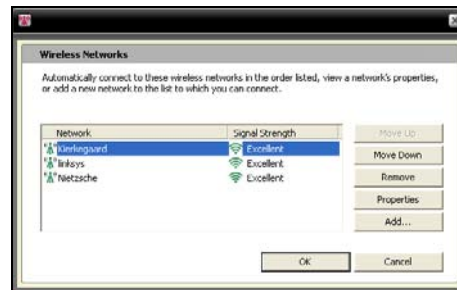 Wireless Networks
Automatically connect to these wireless networks in the order listed, view a network's properties,
or add a new network to the list to which you can connect.
Network Signal Strength
Kierkegaard Excellent
linksys Excellent
Nietzsche Excellent
Move Up
Move Down
Remove
Properties
Add...
OK Cancel